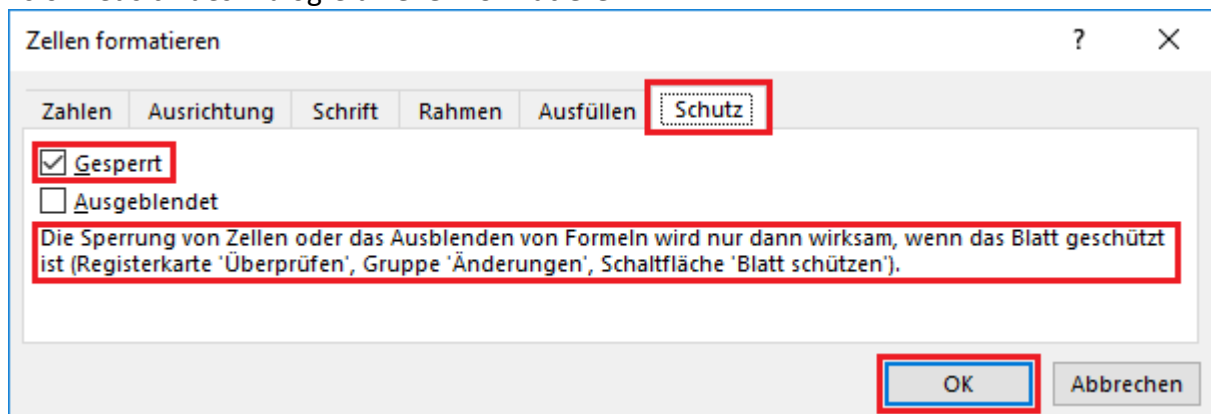 Zellen formatieren ? ×
Zahlen Ausrichtung Schrift Rahmen Ausfüllen Schutz
Gesperrt
Ausgeblendet
Die Sperrung von Zellen oder das Ausblenden von Formeln wird nur dann wirksam, wenn das Blatt geschützt
ist (Registerkarte 'Überprüfen', Gruppe 'Änderungen', Schaltfläche 'Blatt schützen').
OK Abbrechen